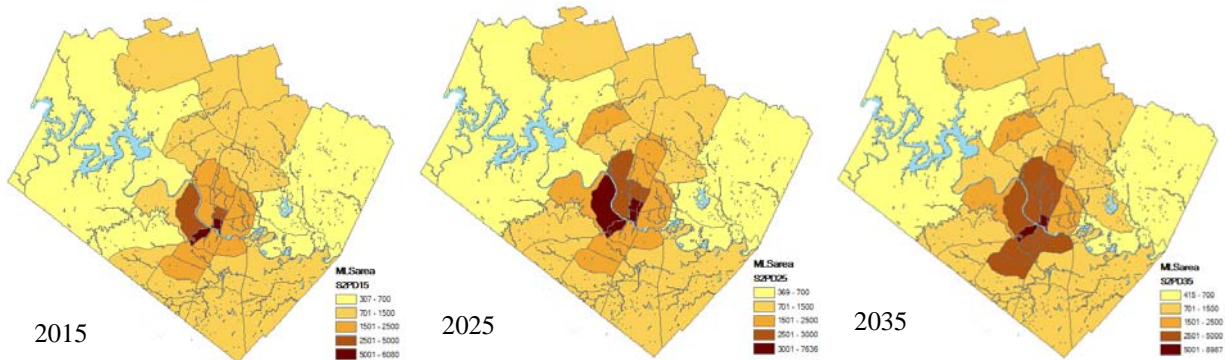 2015
MLSarea
S2PD15
307 - 700
701 - 1500
1501 - 2500
2501 - 5000
5001 - 6080
2025
MLSarea
S2PD25
369 - 700
701 - 1500
1501 - 2500
2501 - 3000
3001 - 7636
2035
MLSarea
S2PD35
415 - 700
701 - 1500
1501 - 2500
2501 - 5000
5001 - 8987